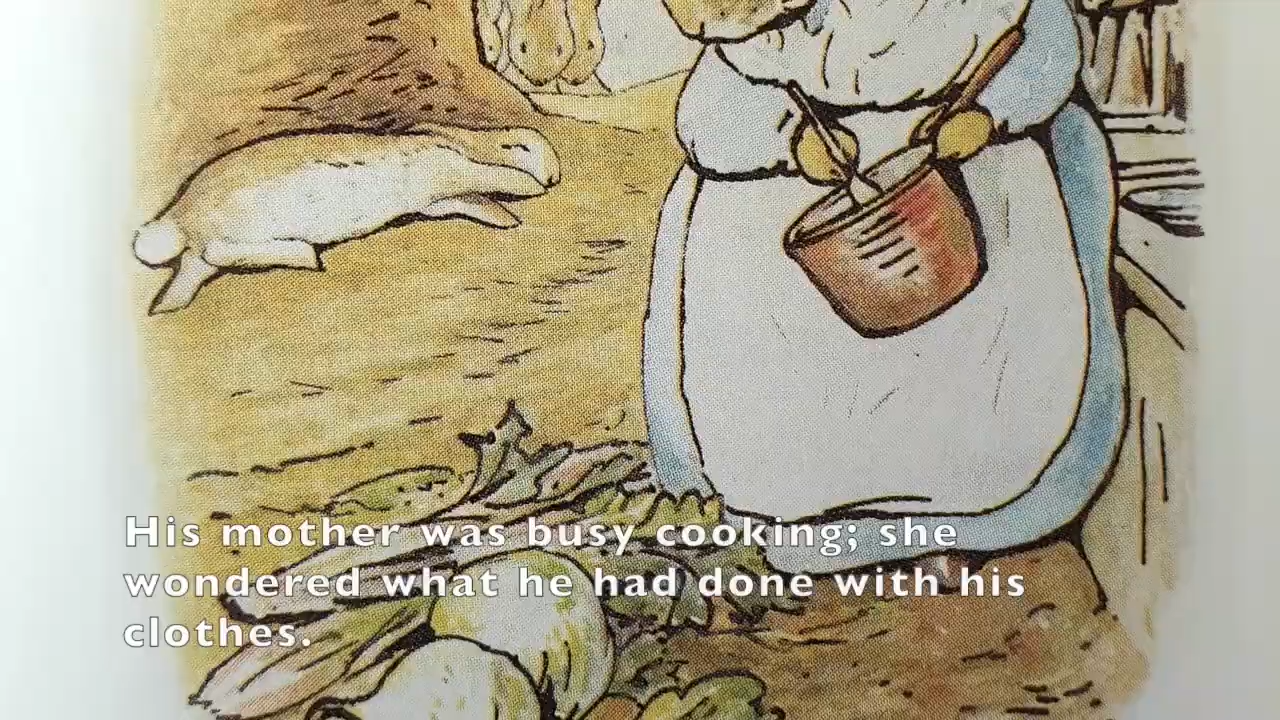 His mother was busy cooking; she
wondered what he had done with his
clothes.